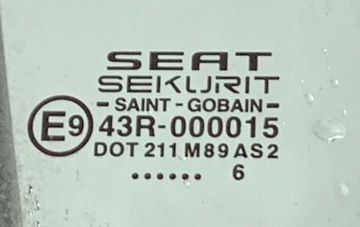 SEAT
SEKURIT
- SAINT - GOBAIN -
E9 43R-000015
DOT 211 M89 AS2
...... 6